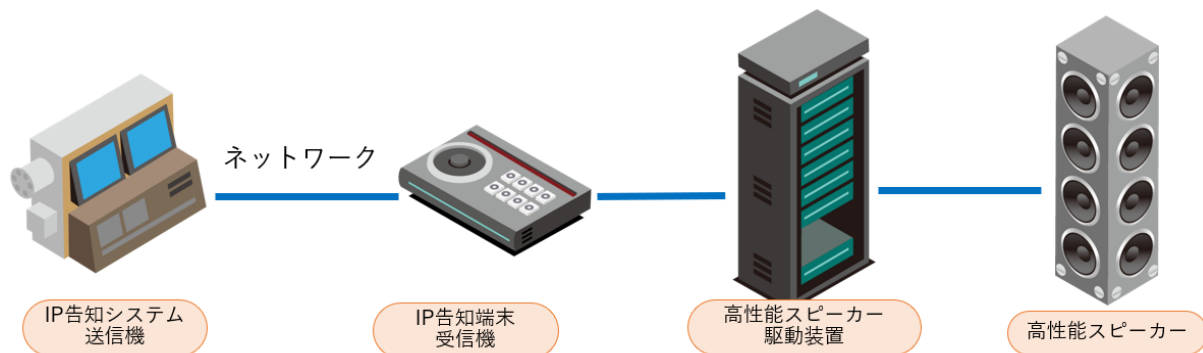 ネットワーク
IP告知システム
送信機
IP告知端末
受信機
高性能スピーカー
駆動装置
高性能スピーカー